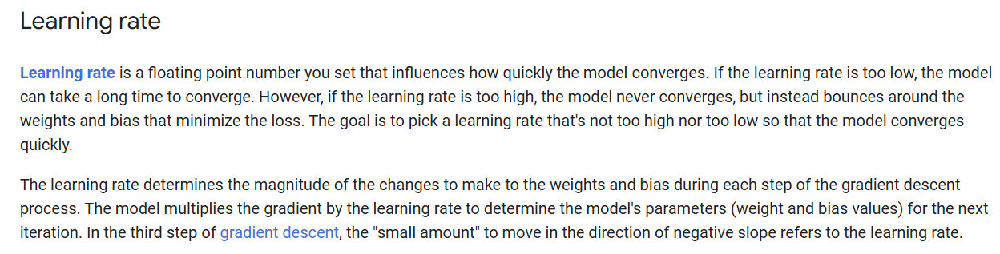 Learning rate
Learning rate is a floating point number you set that influences how quickly the model converges. If the learning rate is too low, the model
can take a long time to converge. However, if the learning rate is too high, the model never converges, but instead bounces around the
weights and bias that minimize the loss. The goal is to pick a learning rate that's not too high nor too low so that the model converges
quickly.
The learning rate determines the magnitude of the changes to make to the weights and bias during each step of the gradient descent
process. The model multiplies the gradient by the learning rate to determine the model's parameters (weight and bias values) for the next
iteration. In the third step of gradient descent, the "small amount" to move in the direction of negative slope refers to the learning rate.